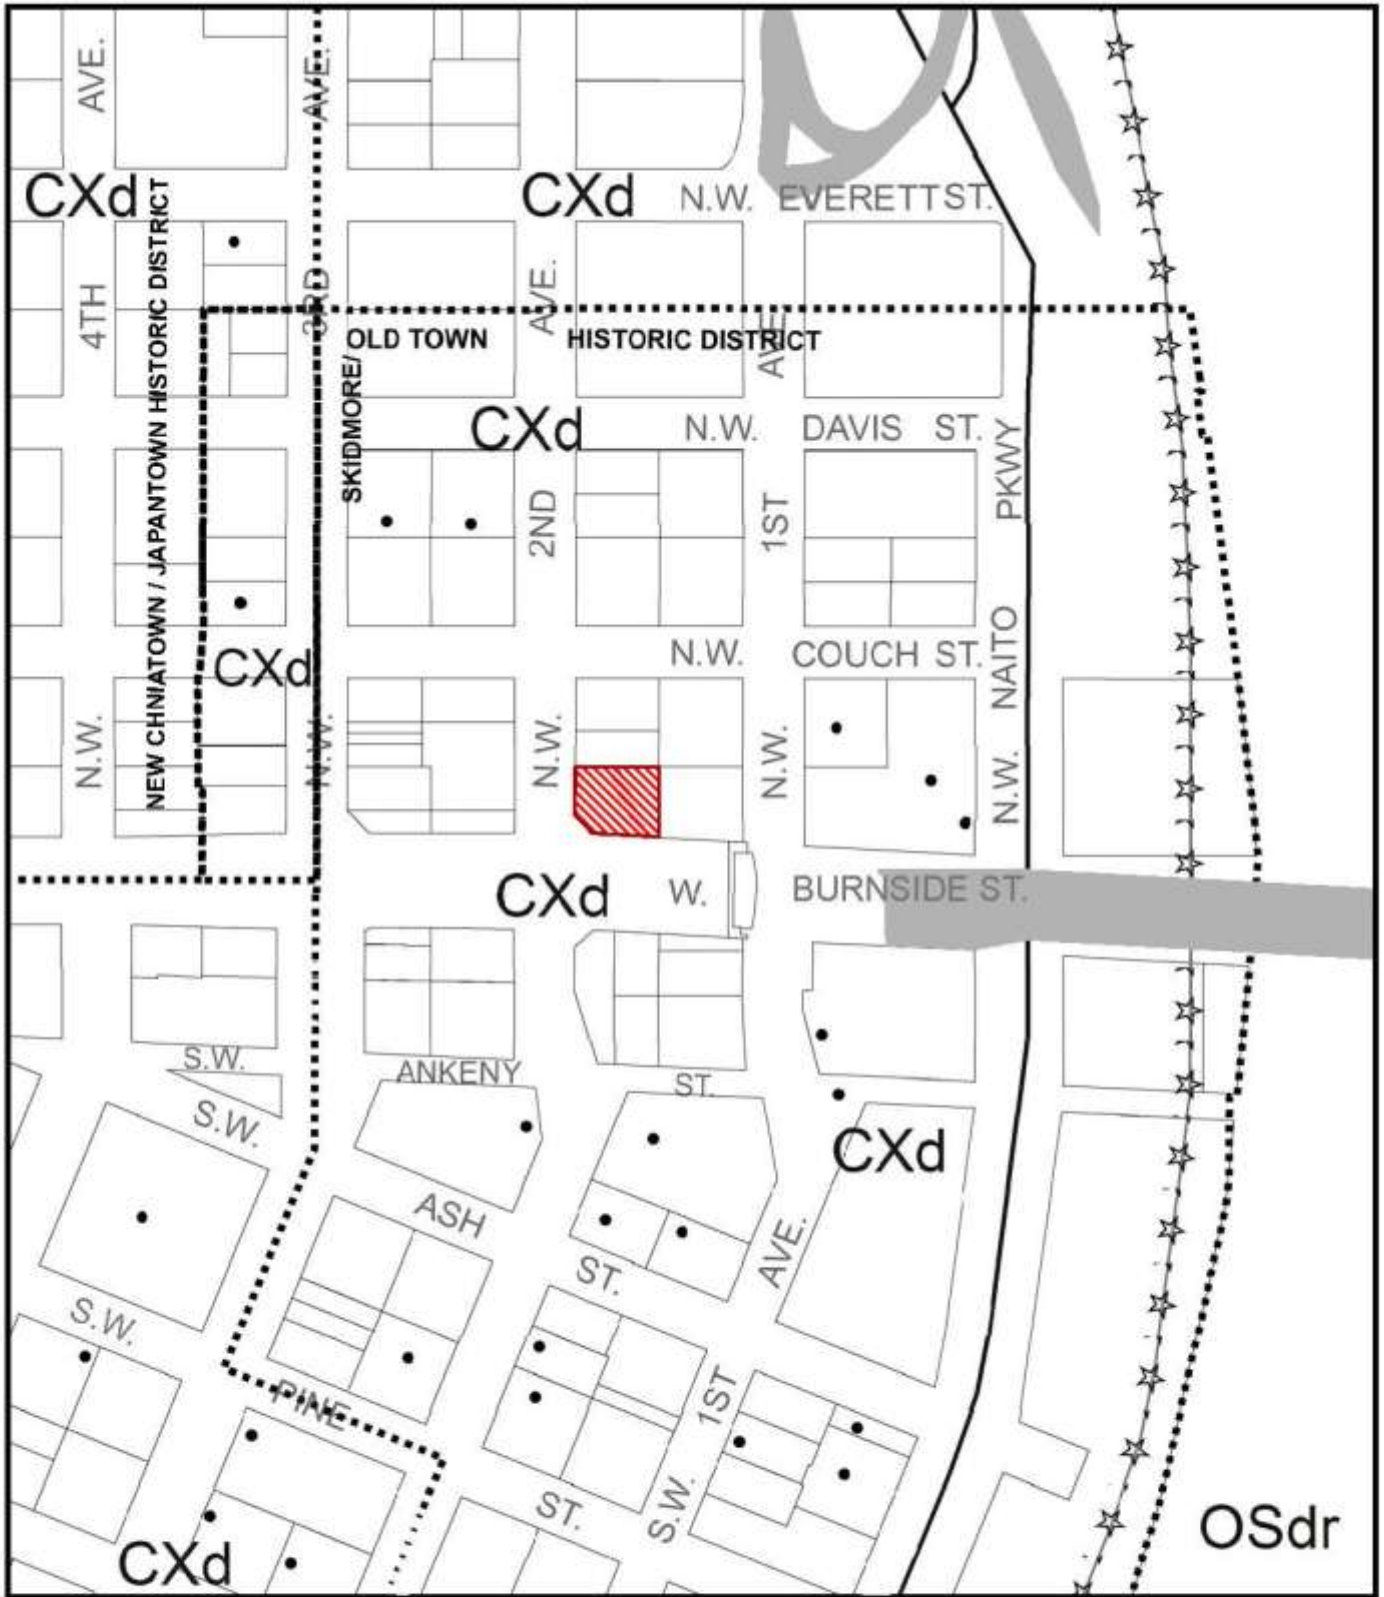 AVE.
AVE.
CXd
CXd
N.W. EVERETT ST.
NEW CHNIATOWN / JAPANTOWN HISTORIC DISTRICT
4TH
3RD
AVE.
AVE.
OLD TOWN HISTORIC DISTRICT
SKIDMORE/
CXd
N.W. DAVIS ST.
2ND
1ST
PKWY
NAITO
N.W. COUCH ST.
CXd
N.W.
N.W.
N.W.
N.W.
N.W.
CXd
W. BURNSIDE ST.
S.W.
ANKENY
ST.
S.W.
CXd
ASH
AVE.
ST.
S.W.
PINE
1ST
ST.
S.W.
OSdr
CXd